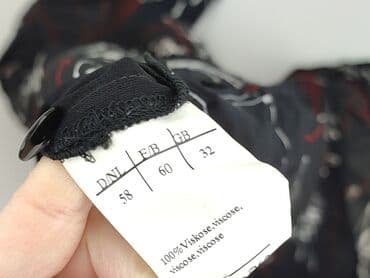 D/NL F/B GB
58 60 32
100%Viskose,viscose,
viscose,viscose